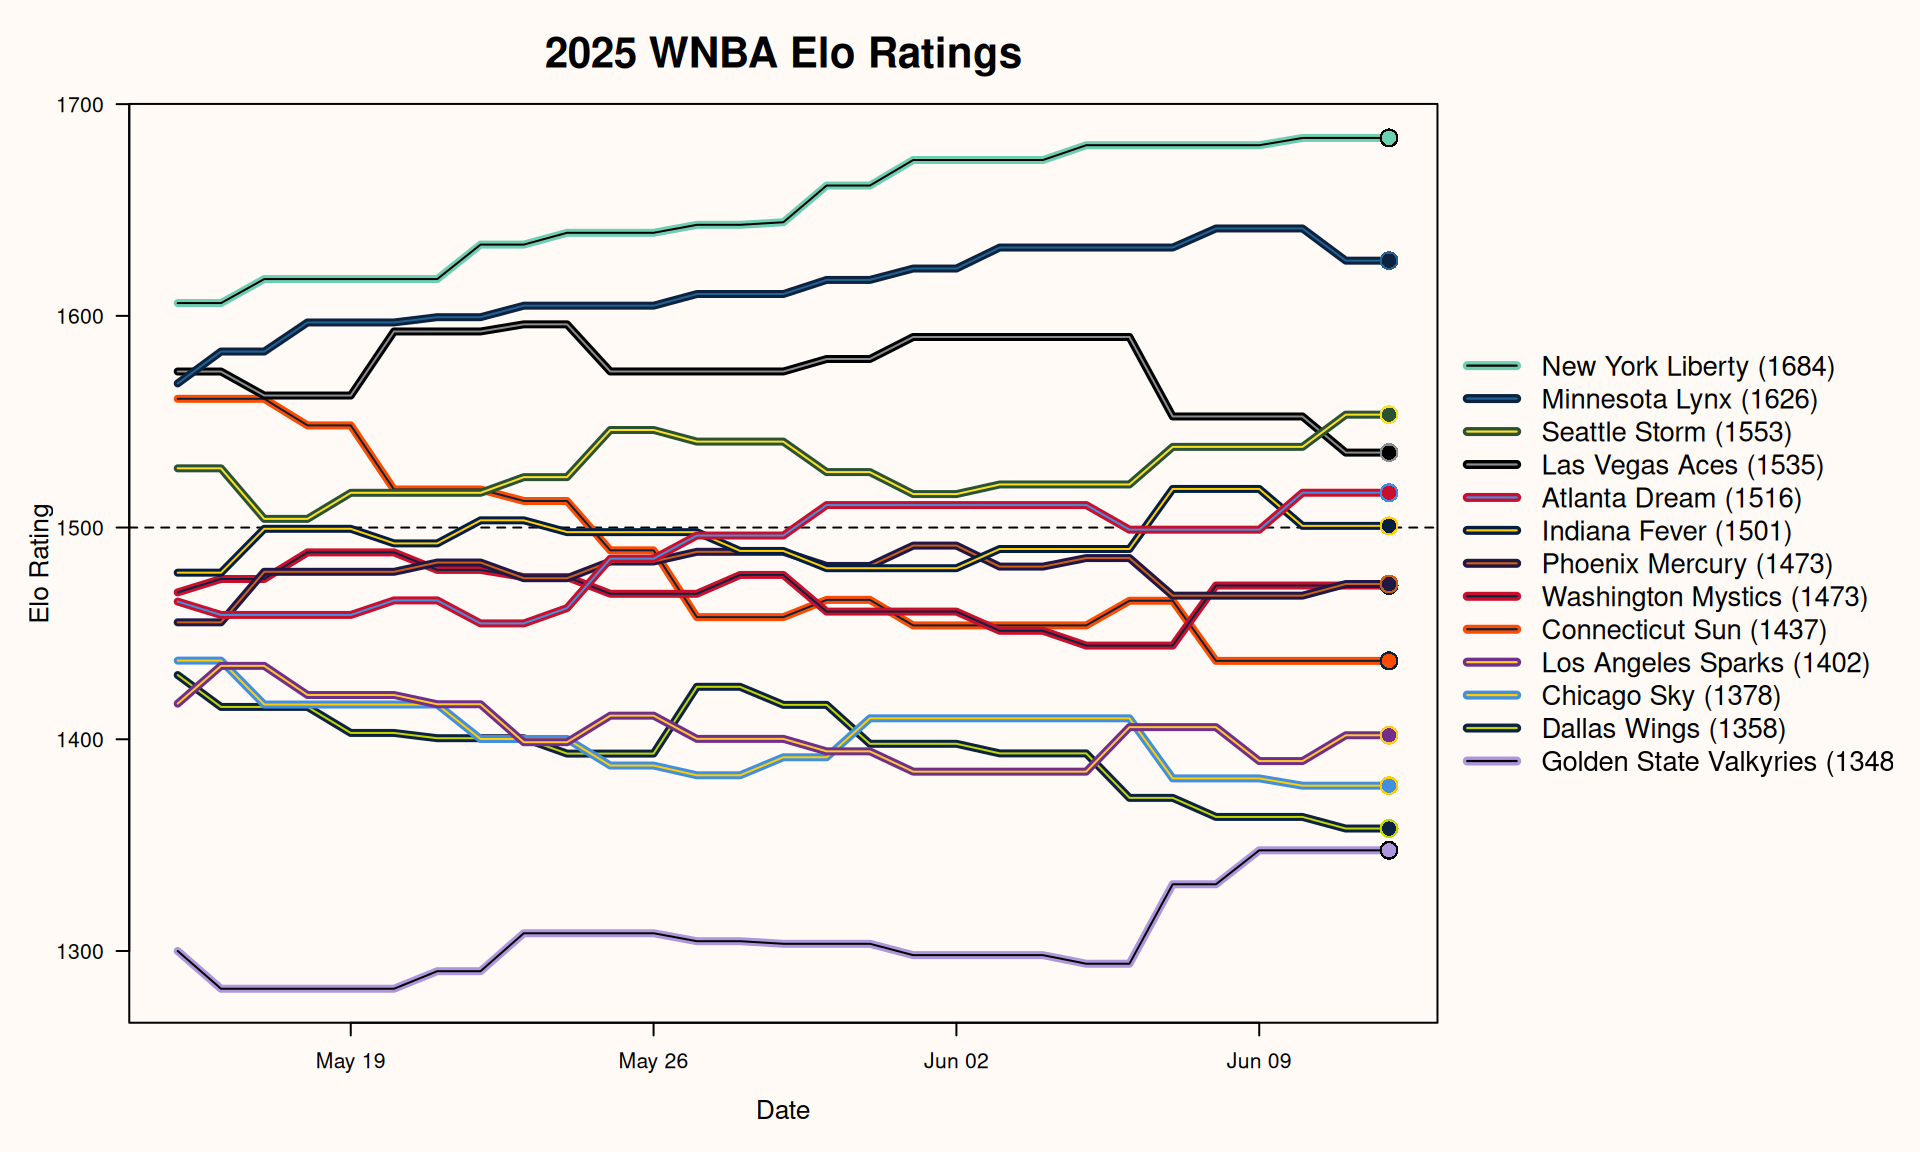 2025 WNBA Elo Ratings
1700
1600
1500
1400
1300
Elo Rating
May 19
May 26
Jun 02
Jun 09
Date
New York Liberty (1684)
Minnesota Lynx (1626)
Seattle Storm (1553)
Las Vegas Aces (1535)
Atlanta Dream (1516)
Indiana Fever (1501)
Phoenix Mercury (1473)
Washington Mystics (1473)
Connecticut Sun (1437)
Los Angeles Sparks (1402)
Chicago Sky (1378)
Dallas Wings (1358)
Golden State Valkyries (1348